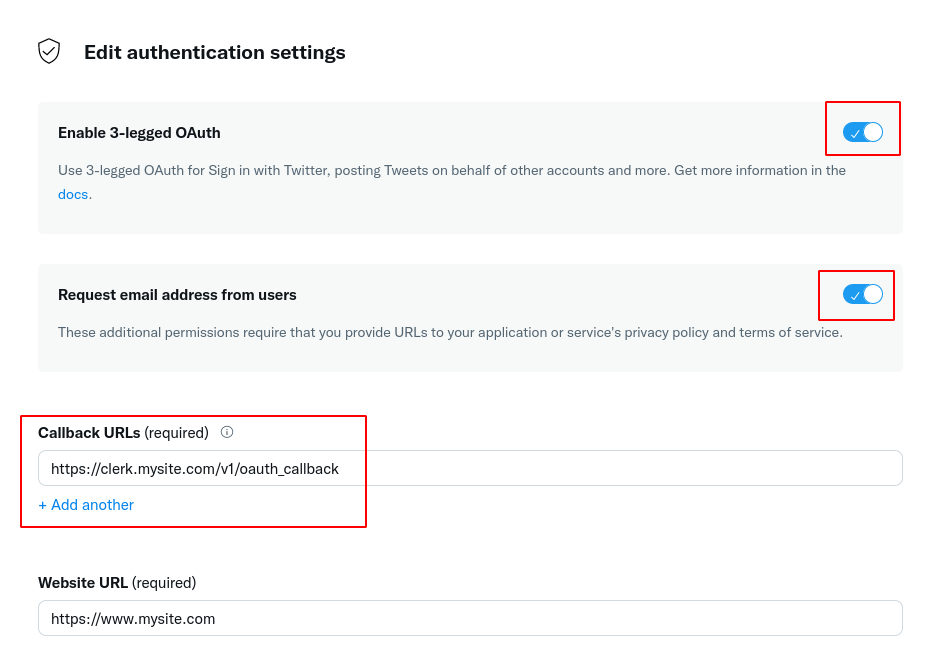 Edit authentication settings
Enable 3-legged OAuth
Use 3-legged OAuth for Sign in with Twitter, posting Tweets on behalf of other accounts and more. Get more information in the
docs.
Request email address from users
These additional permissions require that you provide URLs to your application or service's privacy policy and terms of service.
Callback URLs (required)
https://clerk.mysite.com/v1/oauth_callback
+ Add another
Website URL (required)
https://www.mysite.com